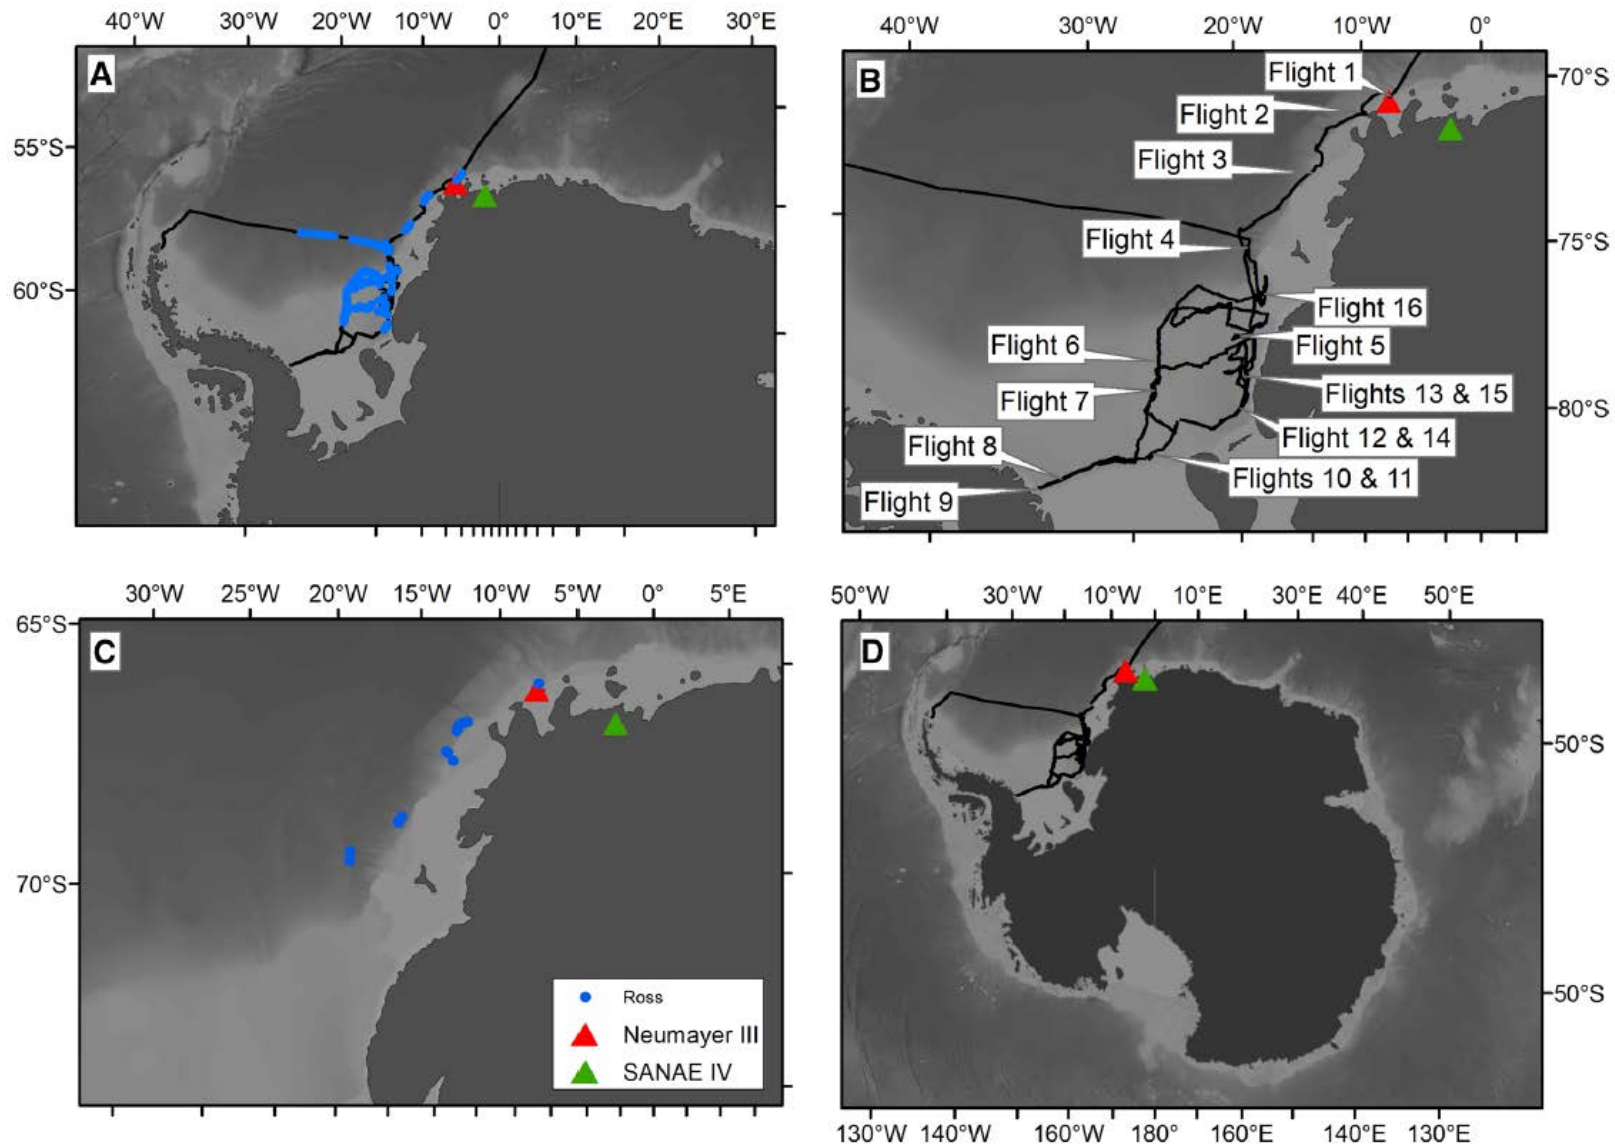 40°W 30°W 20°W 10°W 0° 10°E 20°E 30°E
A
55°S
60°S
40°W 30°W 20°W 10°W 0°
B
Flight 1
70°S
Flight 2
Flight 3
Flight 4
75°S
Flight 16
Flight 6
Flight 5
Flight 7
Flights 13 & 15
80°S
Flight 12 & 14
Flight 8
Flights 10 & 11
Flight 9
30°W 25°W 20°W 15°W 10°W 5°W 0° 5°E
65°S
C
70°S
Ross
Neumayer III
SANAE IV
50°W 30°W 10°W 10°E 30°E 40°E 50°E
D
50°S
50°S
130°W 140°W 160°W 180° 160°E 140°E 130°E